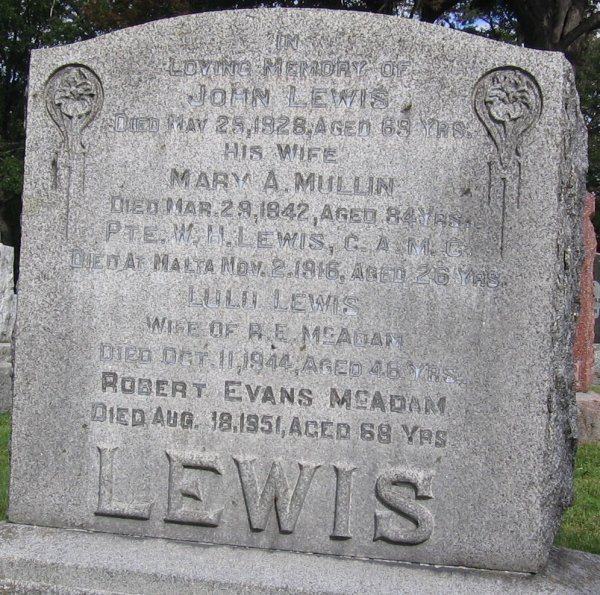 IN
LOVING MEMORY OF
JOHN LEWIS
DIED MAY 25, 1928, AGED 69 YRS.
HIS WIFE
MARY A. MULLIN
DIED MAR. 29, 1942, AGED 84 YRS.
PTE. W. H. LEWIS, C. A. M. C.
DIED AT MALTA NOV. 2, 1916, AGED 26 YRS.
LULU LEWIS
WIFE OF R. E. MCADAM
DIED OCT. 11, 1944, AGED 46 YRS.
ROBERT EVANS MCADAM
DIED AUG. 18, 1951, AGED 68 YRS
LEWIS